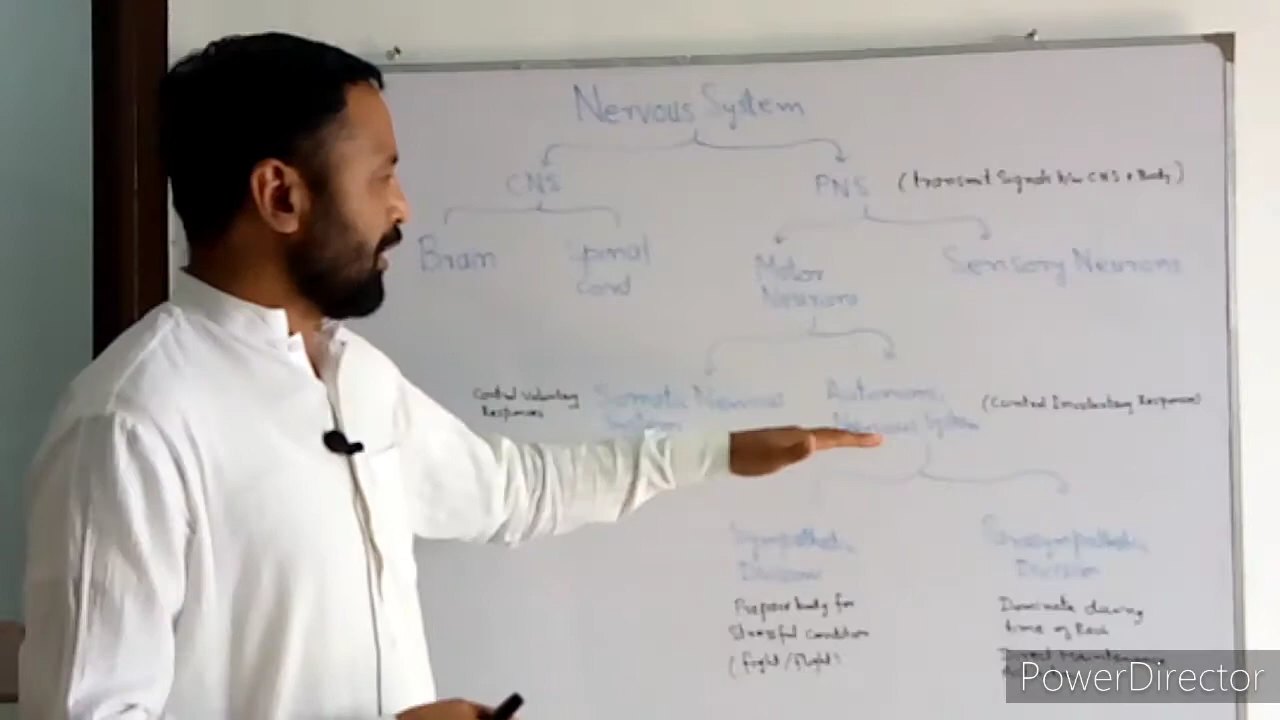 Nervous System
CNS
PNS
(transmit Signals b/w CNS & Body)
Brain
Spinal
Cord
Motor
Neurons
Sensory Neurons
Control Voluntary
Responses
Somatic Nervous
System
Autonomic
Nervous System
(Control Involuntary Responses)
Sympathetic
Division
Prepare body for
Stressful Condition
(Fight/Flight)
Parasympathetic
Division
Dominate during
time of Rest
Direct Maintenance
PowerDirector